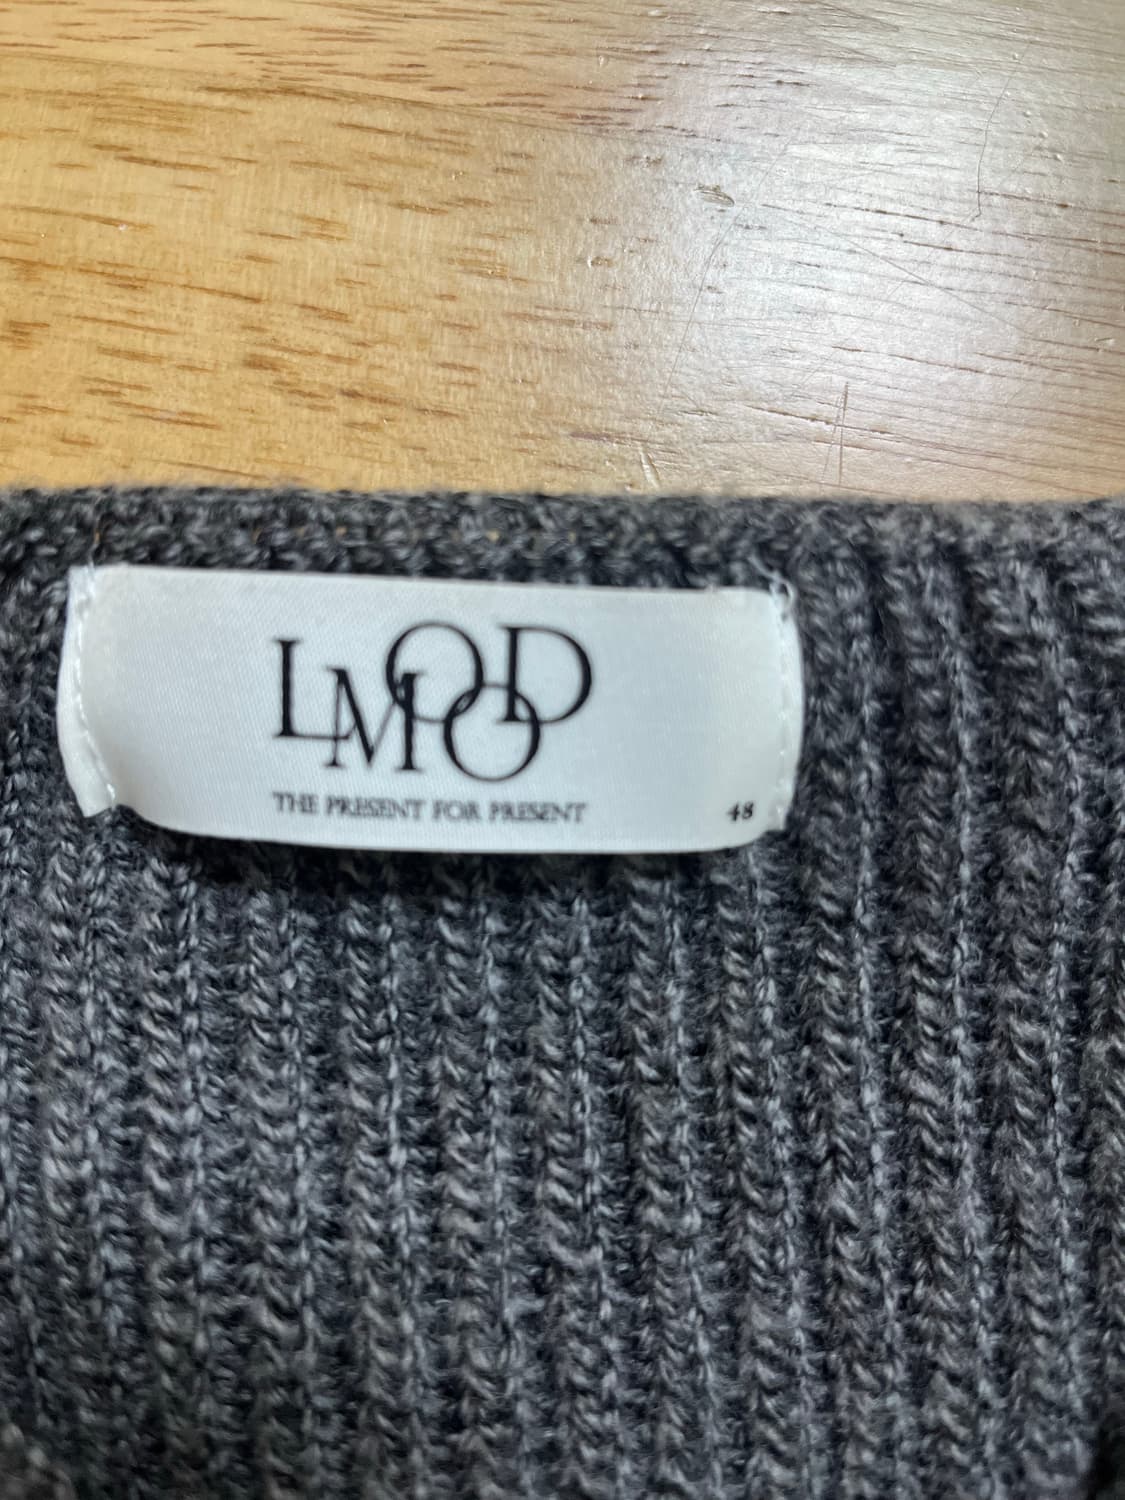 LMOOD
THE PRESENT FOR PRESENT
48